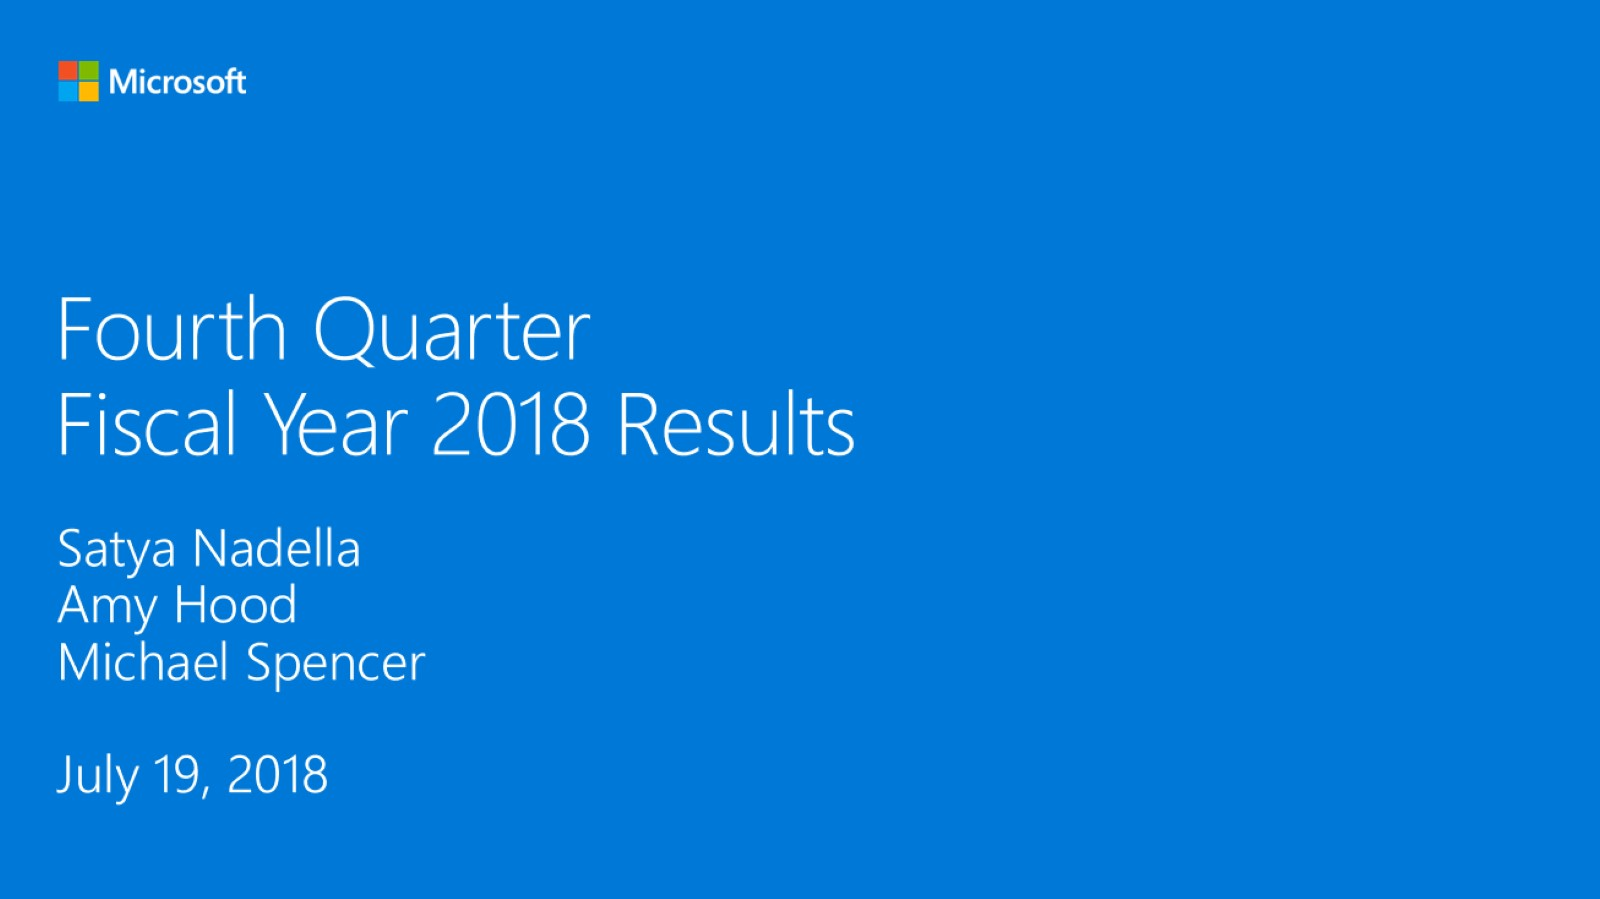 Microsoft
Fourth Quarter
Fiscal Year 2018 Results
Satya Nadella
Amy Hood
Michael Spencer
July 19, 2018